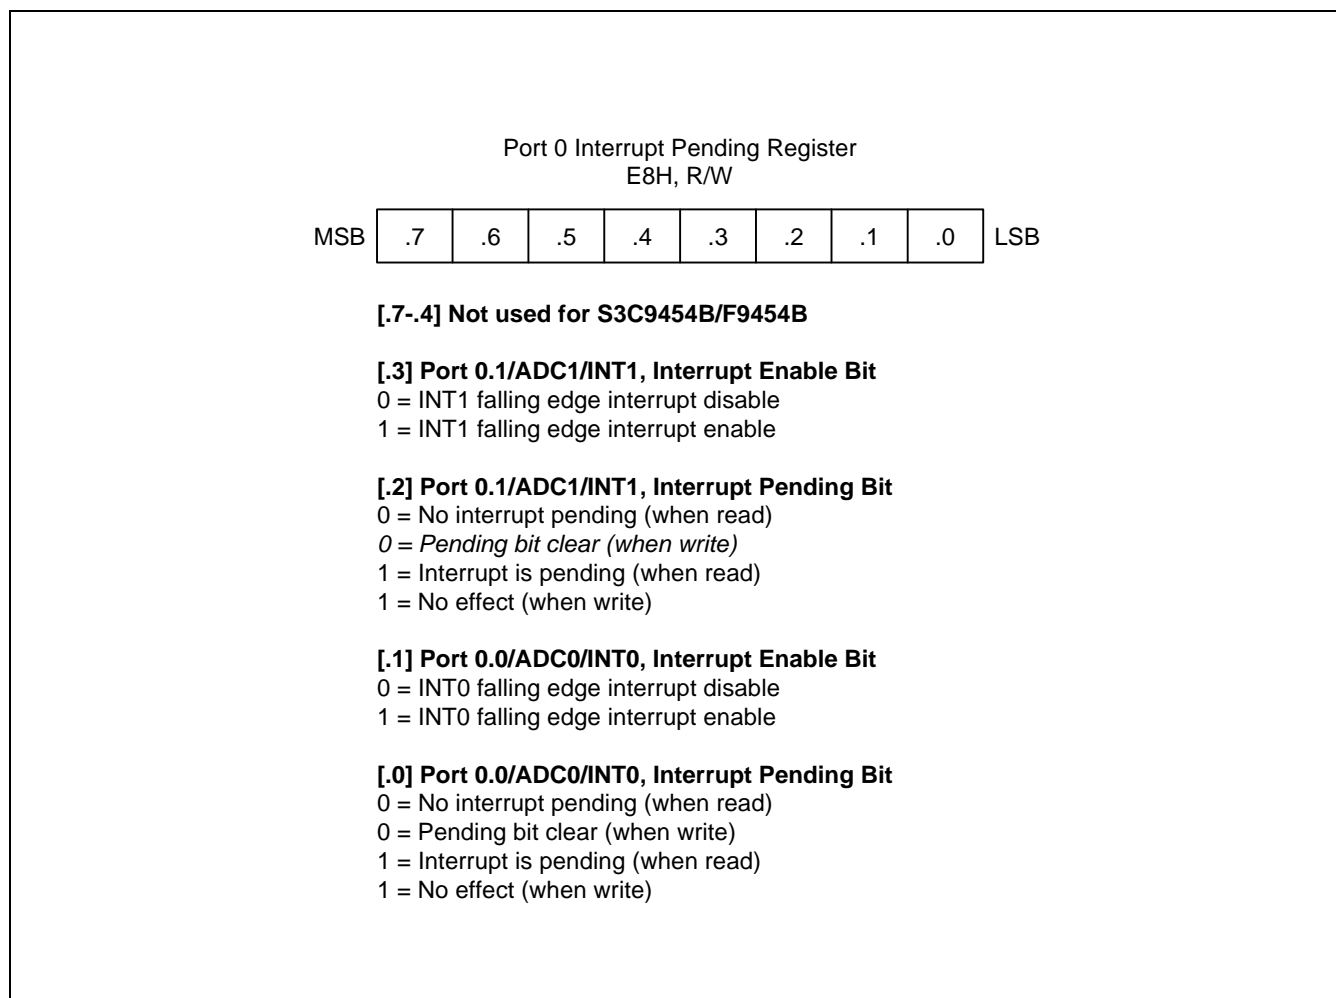 Port 0 Interrupt Pending Register
E8H, R/W
MSB .7 .6 .5 .4 .3 .2 .1 .0 LSB
[.7-.4] Not used for S3C9454B/F9454B
[.3] Port 0.1/ADC1/INT1, Interrupt Enable Bit
0 = INT1 falling edge interrupt disable
1 = INT1 falling edge interrupt enable
[.2] Port 0.1/ADC1/INT1, Interrupt Pending Bit
0 = No interrupt pending (when read)
0 = Pending bit clear (when write)
1 = Interrupt is pending (when read)
1 = No effect (when write)
[.1] Port 0.0/ADC0/INT0, Interrupt Enable Bit
0 = INT0 falling edge interrupt disable
1 = INT0 falling edge interrupt enable
[.0] Port 0.0/ADC0/INT0, Interrupt Pending Bit
0 = No interrupt pending (when read)
0 = Pending bit clear (when write)
1 = Interrupt is pending (when read)
1 = No effect (when write)